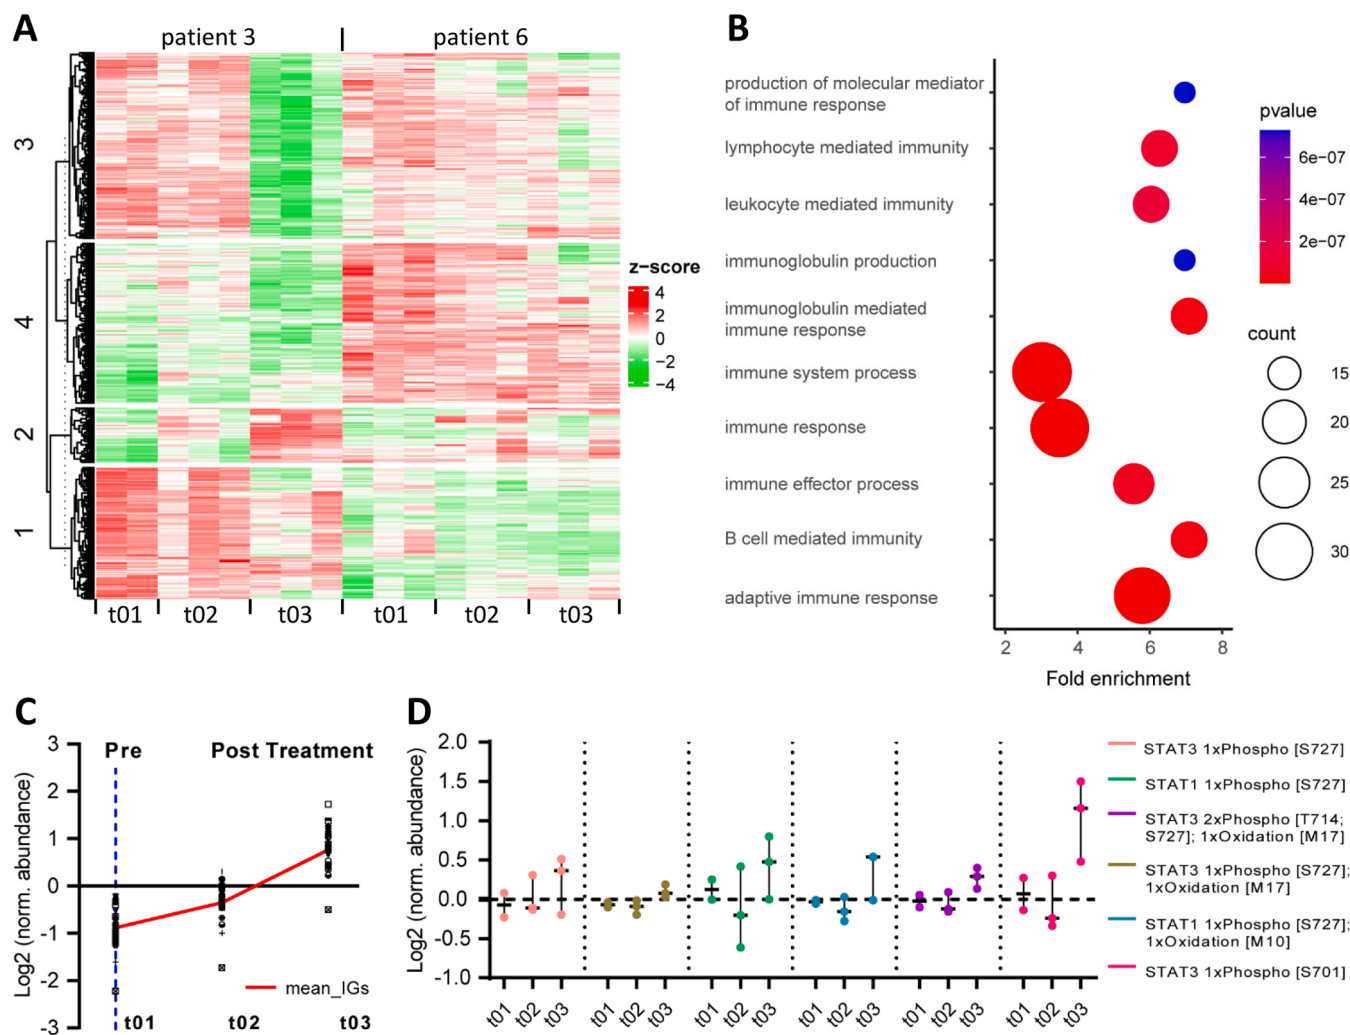 A
patient 3
patient 6
3
4
2
1
t01
t02
t03
t01
t02
t03
z-score
4
2
0
−2
−4
B
production of molecular mediator
of immune response
lymphocyte mediated immunity
leukocyte mediated immunity
immunoglobulin production
immunoglobulin mediated
immune response
immune system process
immune response
immune effector process
B cell mediated immunity
adaptive immune response
2
4
6
8
Fold enrichment
pvalue
6e−07
4e−07
2e−07
count
15
20
25
30
C
Log2 (norm. abundance)
3
2
1
0
-1
-2
-3
Pre
Post Treatment
mean_IGs
t01
t02
t03
D
Log2 (norm. abundance)
2.0
1.5
1.0
0.5
0.0
-0.5
-1.0
t01
t02
t03
t01
t02
t03
t01
t02
t03
t01
t02
t03
t01
t02
t03
t01
t02
t03
STAT3 1xPhospho [S727]
STAT1 1xPhospho [S727]
STAT3 2xPhospho [T714;
S727]; 1xOxidation [M17]
STAT3 1xPhospho [S727];
1xOxidation [M17]
STAT1 1xPhospho [S727];
1xOxidation [M10]
STAT3 1xPhospho [S701]